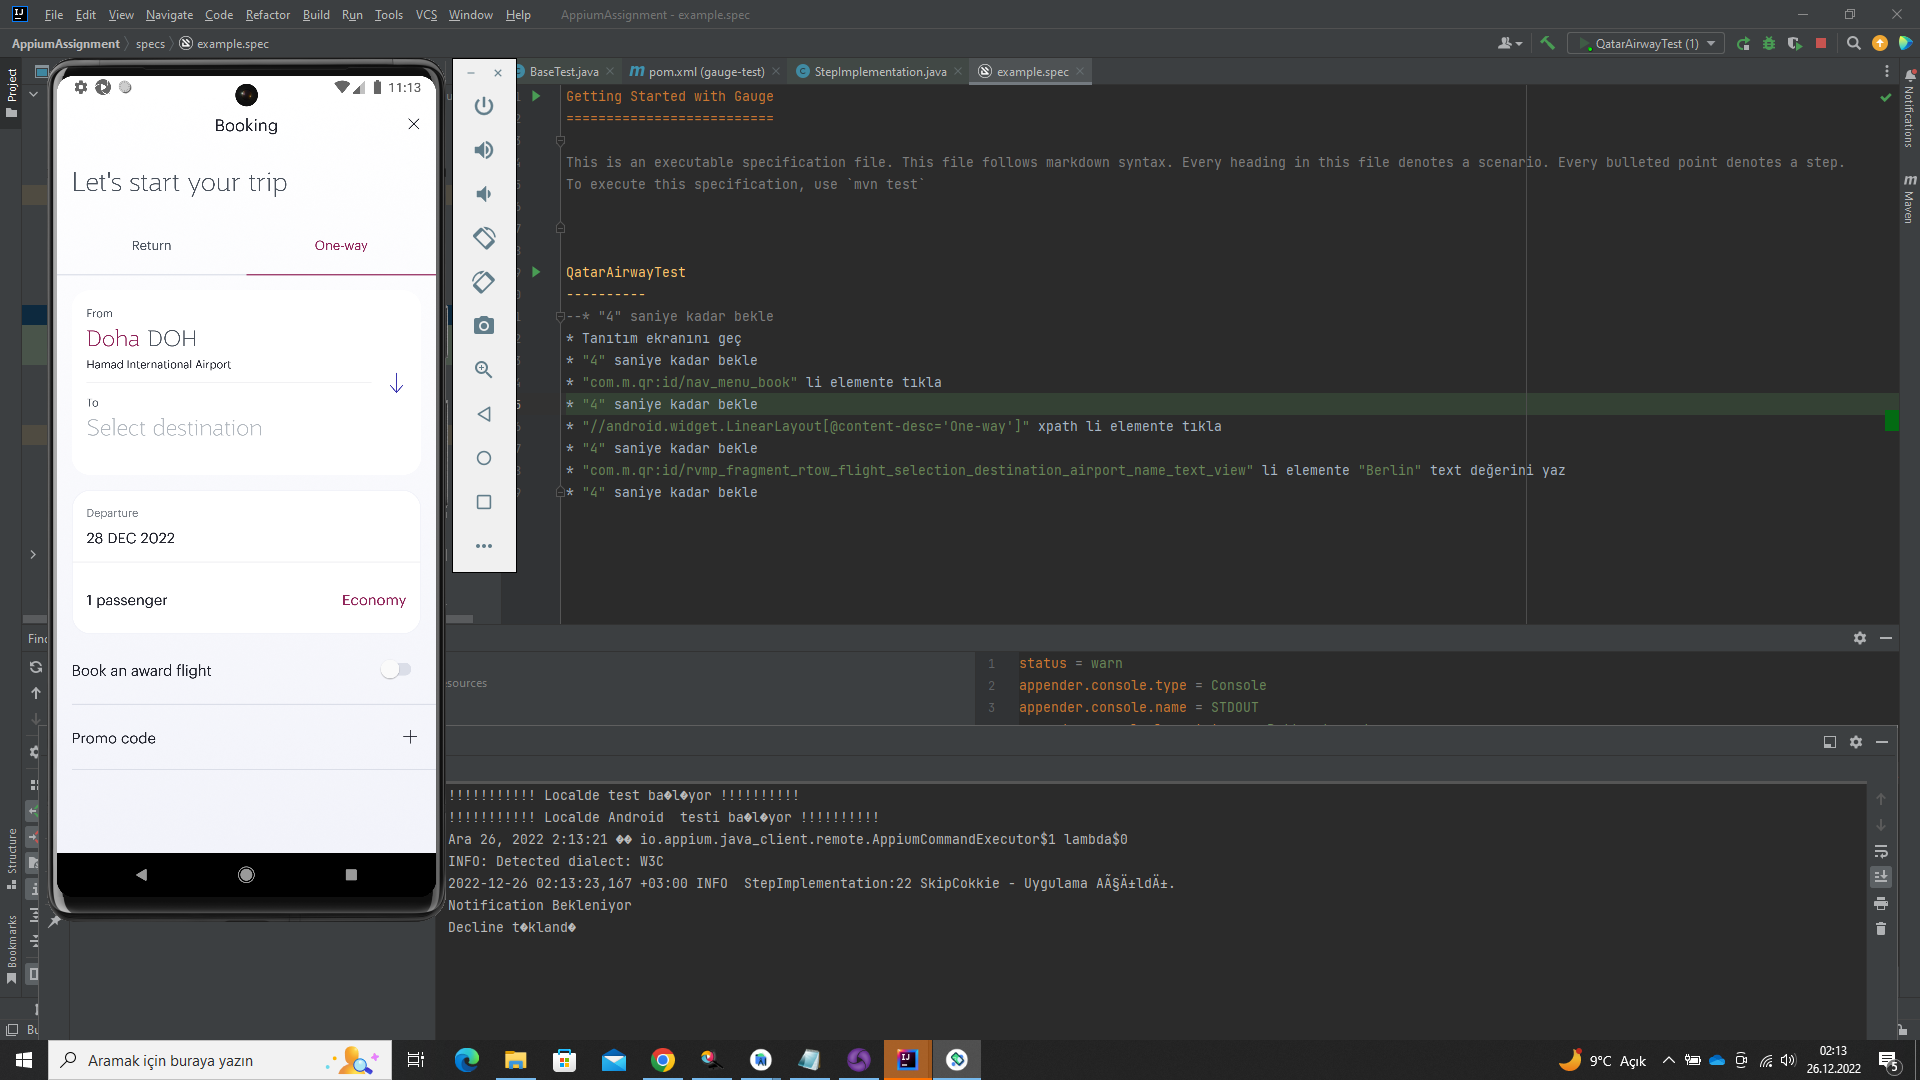 File Edit View Navigate Code Refactor Build Run Tools VCS Window Help AppiumAssignment - example.spec
AppiumAssignment specs example.spec QatarAirwayTest (1)
Project
BaseTest.java pom.xml (gauge-test) StepImplementation.java example.spec
11:13
Booking
Let's start your trip
Return One-way
From
Doha DOH
Hamad International Airport
To
Select destination
Departure
28 DEC 2022
1 passenger Economy
Book an award flight
Promo code
Getting Started with Gauge
==========================
This is an executable specification file. This file follows markdown syntax. Every heading in this file denotes a scenario. Every bulleted point denotes a step.
To execute this specification, use `mvn test`
QatarAirwayTest
----------
--* "4" saniye kadar bekle
* Tanıtım ekranını geç
* "4" saniye kadar bekle
* "com.m.qr:id/nav_menu_book" li elemente tıkla
* "4" saniye kadar bekle
* "//android.widget.LinearLayout[@content-desc='One-way']" xpath li elemente tıkla
* "4" saniye kadar bekle
* "com.m.qr:id/rvmp_fragment_rtow_flight_selection_destination_airport_name_text_view" li elemente "Berlin" text değerini yaz
* "4" saniye kadar bekle
Notifications
Maven
Find
sources
1 status = warn
2 appender.console.type = Console
3 appender.console.name = STDOUT
!!!!!!!!!!! Localde test ba�l�yor !!!!!!!!!!
!!!!!!!!!!! Localde Android  testi ba�l�yor !!!!!!!!!!
Ara 26, 2022 2:13:21 �� io.appium.java_client.remote.AppiumCommandExecutor$1 lambda$0
INFO: Detected dialect: W3C
2022-12-26 02:13:23,167 +03:00 INFO  StepImplementation:22 SkipCokkie - Uygulama AÃ§Ä±ldÄ±.
Notification Bekleniyor
Decline t�kland�
Structure
Bookmarks
Bu
Aramak için buraya yazın
9°C Açık
02:13
26.12.2022
5